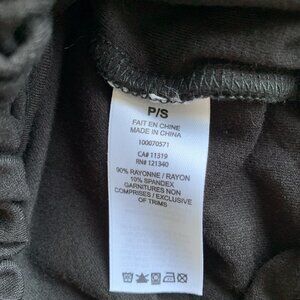 P/S
FAIT EN CHINE
MADE IN CHINA
100070571
CA# 11319
RN# 121340
90% RAYONNE / RAYON
10% SPANDEX
GARNITURES NON
COMPRISES / EXCLUSIVE
OF TRIMS